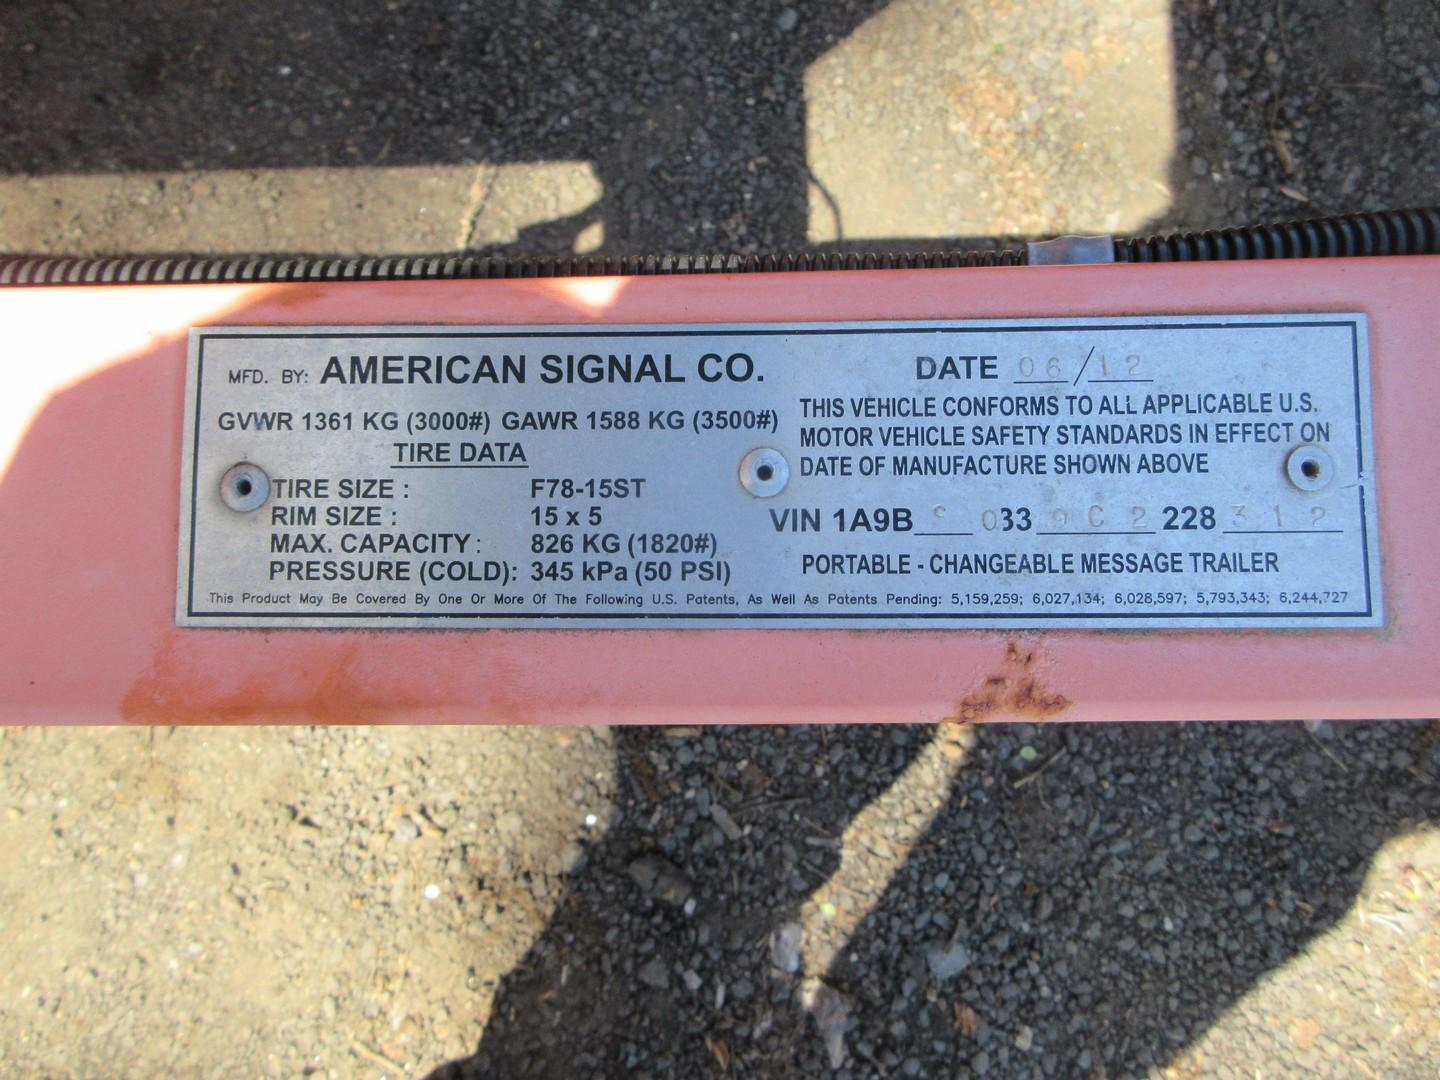 MFD. BY: AMERICAN SIGNAL CO.
DATE 06/12
GVWR 1361 KG (3000#) GAWR 1588 KG (3500#)
TIRE DATA
TIRE SIZE : F78-15ST
RIM SIZE : 15 x 5
MAX. CAPACITY : 826 KG (1820#)
PRESSURE (COLD): 345 kPa (50 PSI)
THIS VEHICLE CONFORMS TO ALL APPLICABLE U.S.
MOTOR VEHICLE SAFETY STANDARDS IN EFFECT ON
DATE OF MANUFACTURE SHOWN ABOVE
VIN 1A9B 228 312
PORTABLE - CHANGEABLE MESSAGE TRAILER
This Product May Be Covered By One Or More Of The Following U.S. Patents, As Well As Patents Pending: 5,159,259; 6,027,134; 6,028,597; 5,793,343; 6,244,727